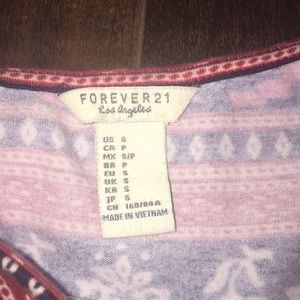 FOREVER 21
Los Angeles
US S
CA P
MX S/P
BR P
EU S
UK S
KR S
JP S
CN 160/84A
MADE IN VIETNAM